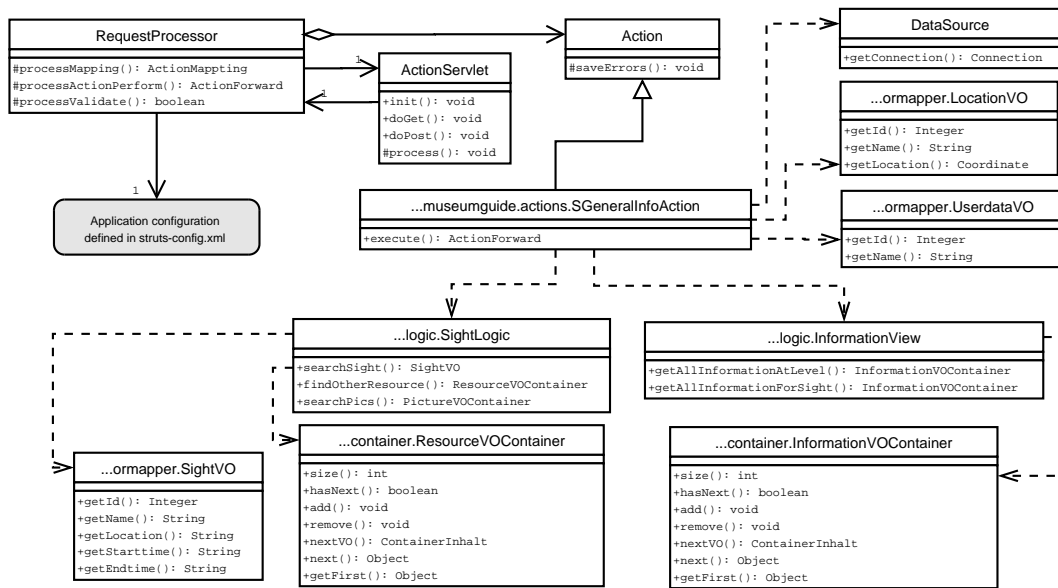 RequestProcessor
#processMapping(): ActionMappting
#processActionPerform(): ActionForward
#processValidate(): boolean
1
1
ActionServlet
+init(): void
+doGet(): void
+doPost(): void
#process(): void
Action
#saveErrors(): void
DataSource
+getConnection(): Connection
...ormapper.LocationVO
+getId(): Integer
+getName(): String
+getLocation(): Coordinate
1
Application configuration
defined in struts-config.xml
...museumguide.actions.SGeneralInfoAction
+execute(): ActionForward
...ormapper.UserdataVO
+getId(): Integer
+getName(): String
...logic.SightLogic
+searchSight(): SightVO
+findOtherResource(): ResourceVOContainer
+searchPics(): PictureVOContainer
...logic.InformationView
+getAllInformationAtLevel(): InformationVOContainer
+getAllInformationForSight(): InformationVOContainer
...ormapper.SightVO
+getId(): Integer
+getName(): String
+getLocation(): String
+getStarttime(): String
+getEndtime(): String
...container.ResourceVOContainer
+size(): int
+hasNext(): boolean
+add(): void
+remove(): void
+nextVO(): ContainerInhalt
+next(): Object
+getFirst(): Object
...container.InformationVOContainer
+size(): int
+hasNext(): boolean
+add(): void
+remove(): void
+nextVO(): ContainerInhalt
+next(): Object
+getFirst(): Object